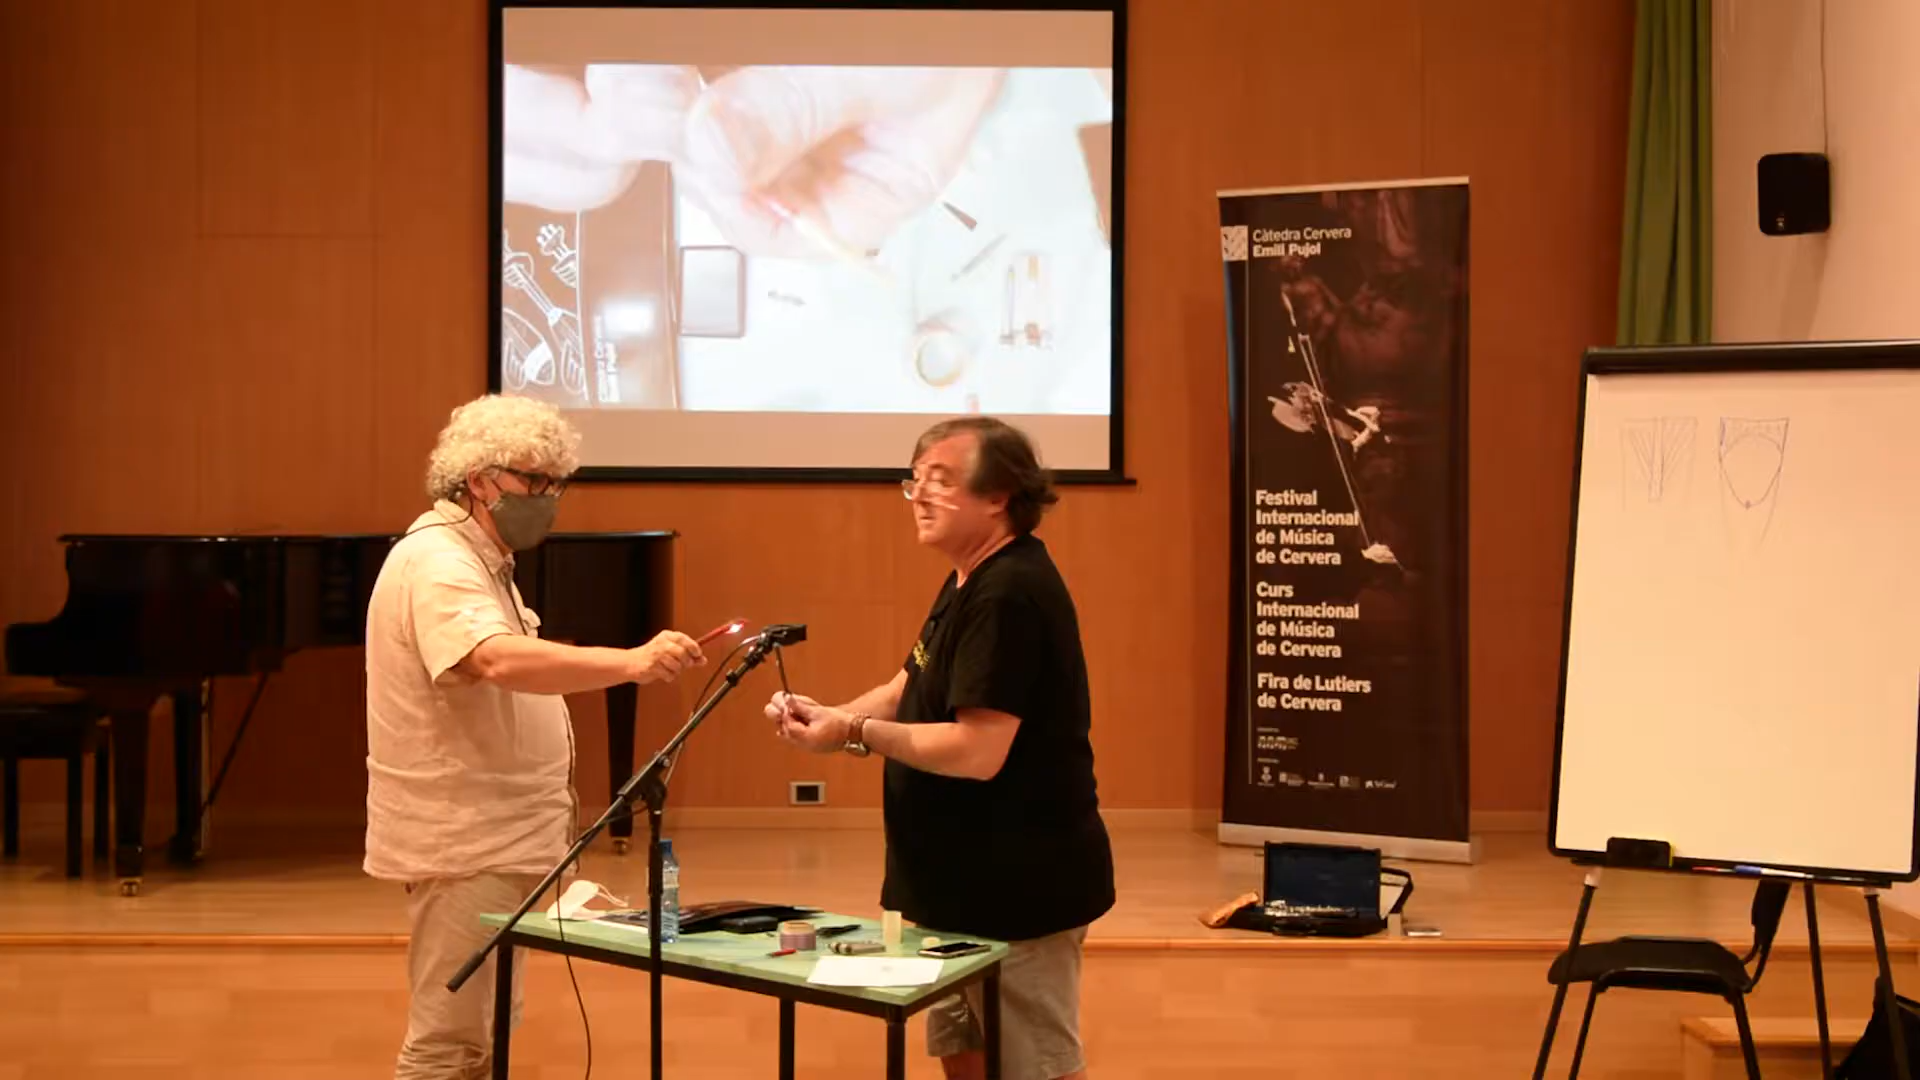 Càtedra Cervera
Emili Pujol
Festival
Internacional
de Música
de Cervera
Curs
Internacional
de Música
de Cervera
Fira de Lutiers
de Cervera